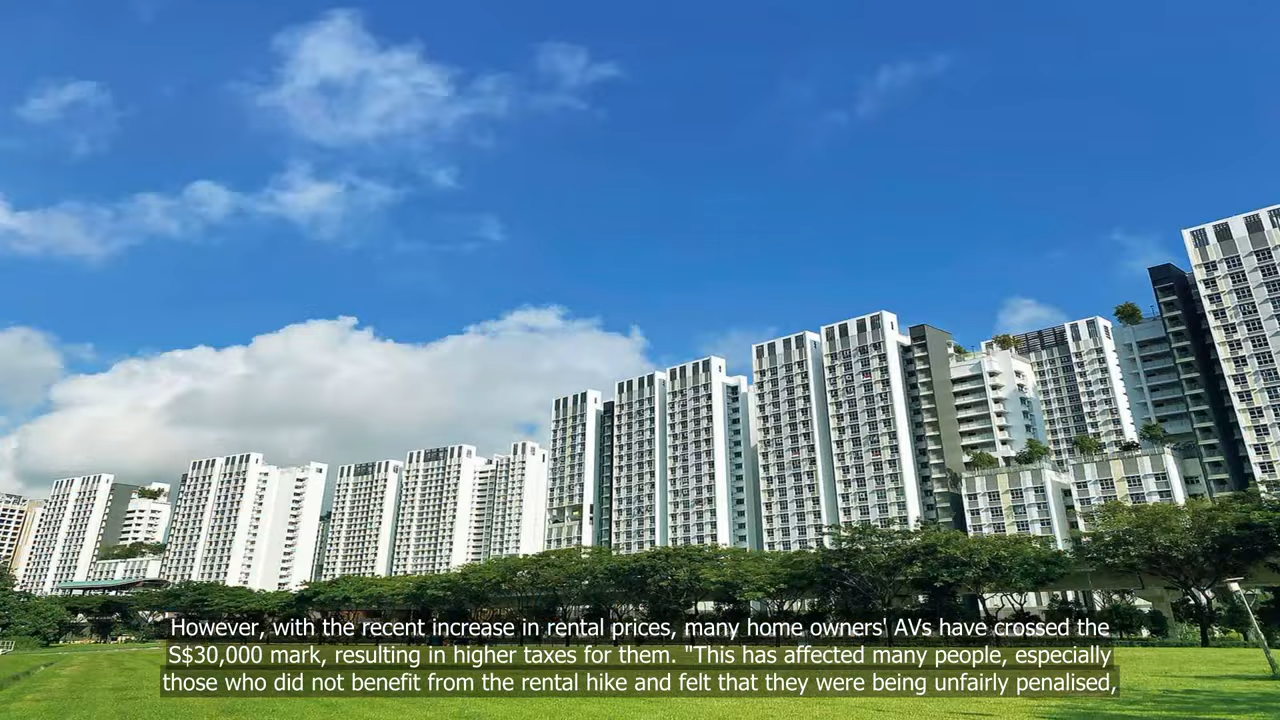 However, with the recent increase in rental prices, many home owners' AVs have crossed the
S$30,000 mark, resulting in higher taxes for them. "This has affected many people, especially
those who did not benefit from the rental hike and felt that they were being unfairly penalised,